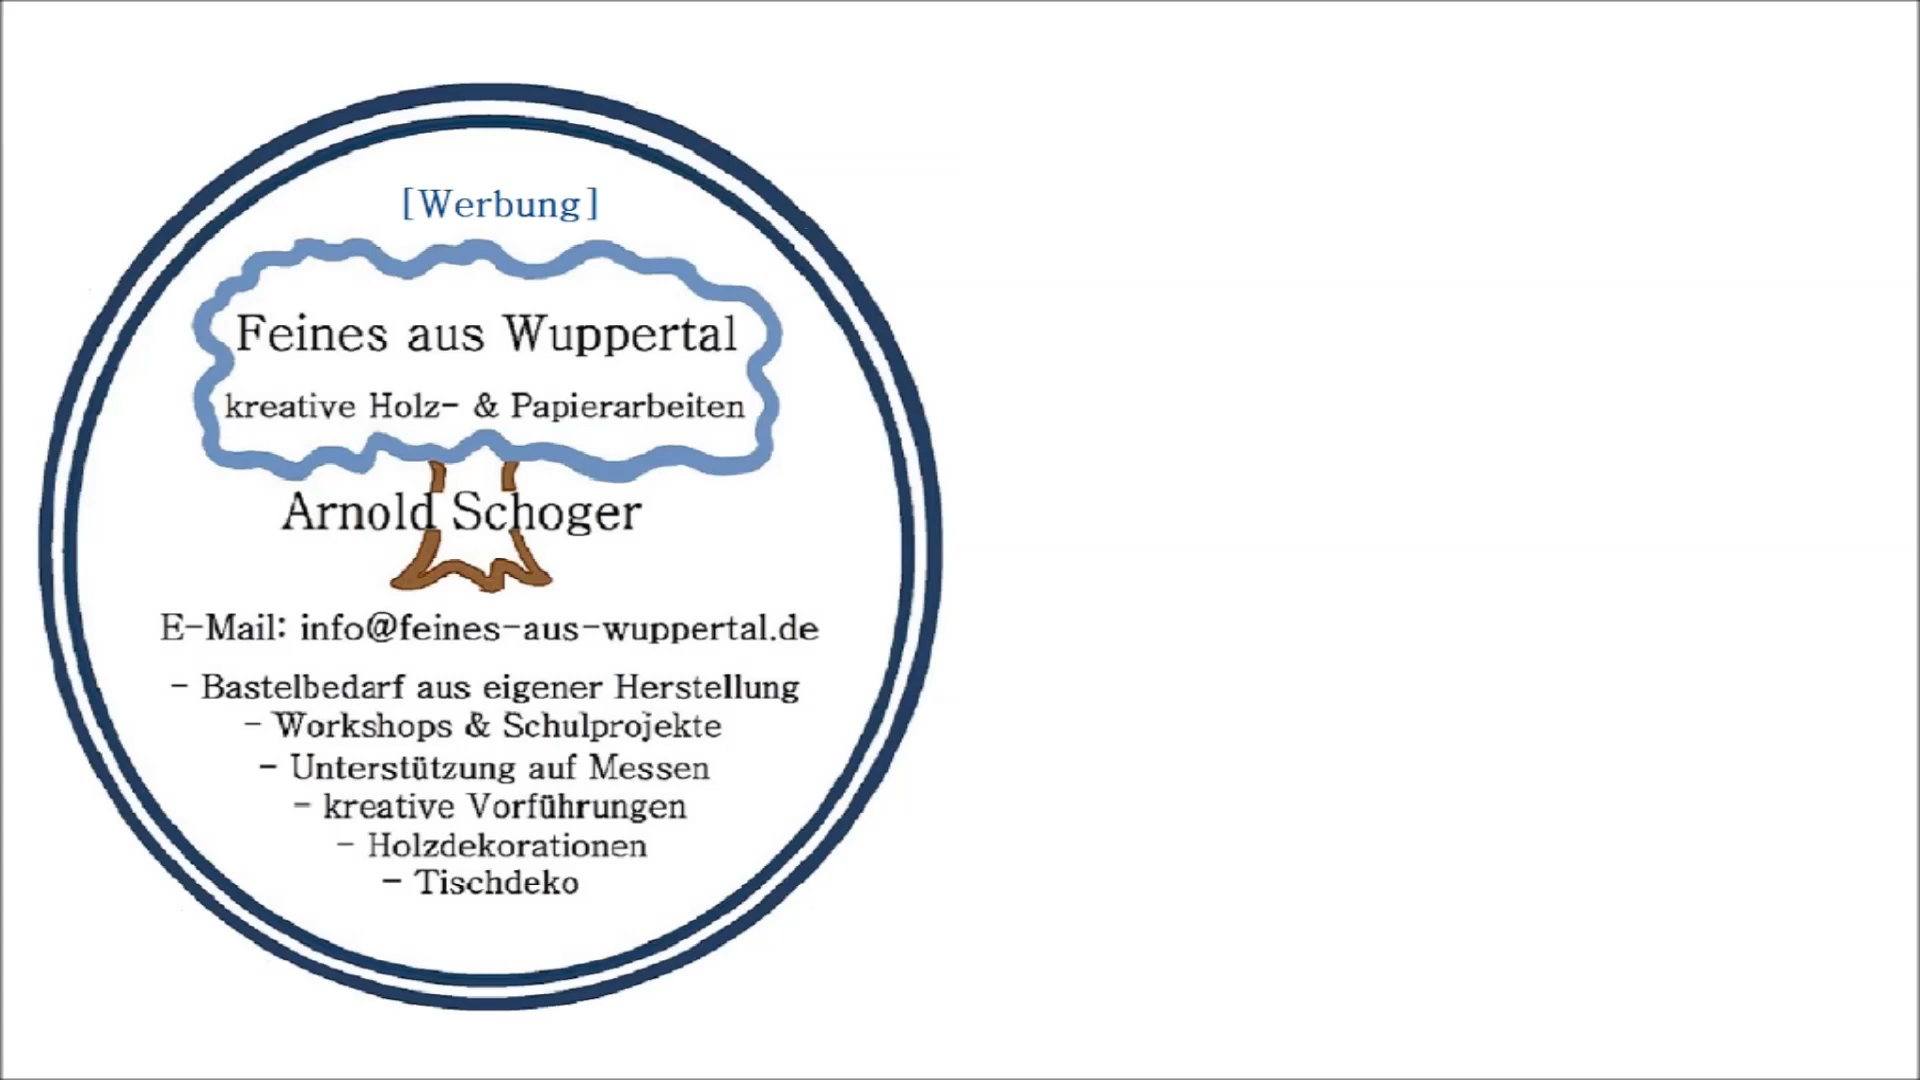 [Werbung]
Feines aus Wuppertal
kreative Holz- & Papierarbeiten
Arnold Schoger
E-Mail: info@feines-aus-wuppertal.de
- Bastelbedarf aus eigener Herstellung
- Workshops & Schulprojekte
- Unterstützung auf Messen
- kreative Vorführungen
- Holzdekorationen
- Tischdeko